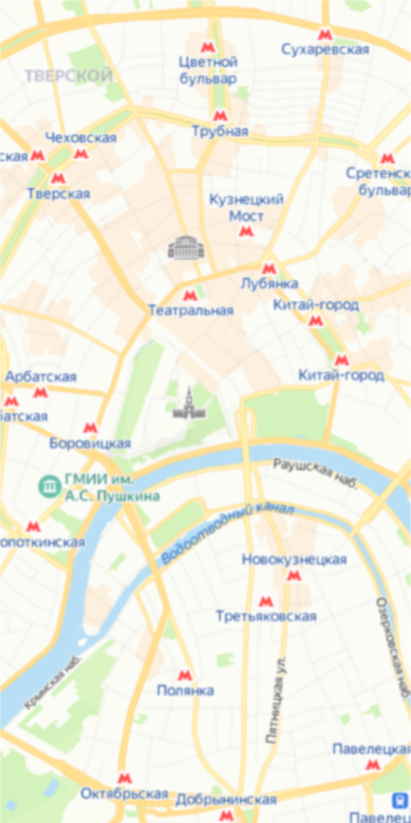 Сухаревская
Цветной
бульвар
ТВЕРСКОЙ
Трубная
Чеховская
ская
Сретенск
бульвар
Тверская
Кузнецкий
Мост
Лубянка
Театральная
Китай-город
Китай-город
Арбатская
батская
Боровицкая
Раушская наб.
ГМИИ им.
А.С. Пушкина
Водоотводный канал
опоткинская
Новокузнецкая
Третьяковская
Озерковская наб.
Крымская наб.
Полянка
Пятницкая ул.
Павелецкая
Октябрьская
Добрынинская
Павелец